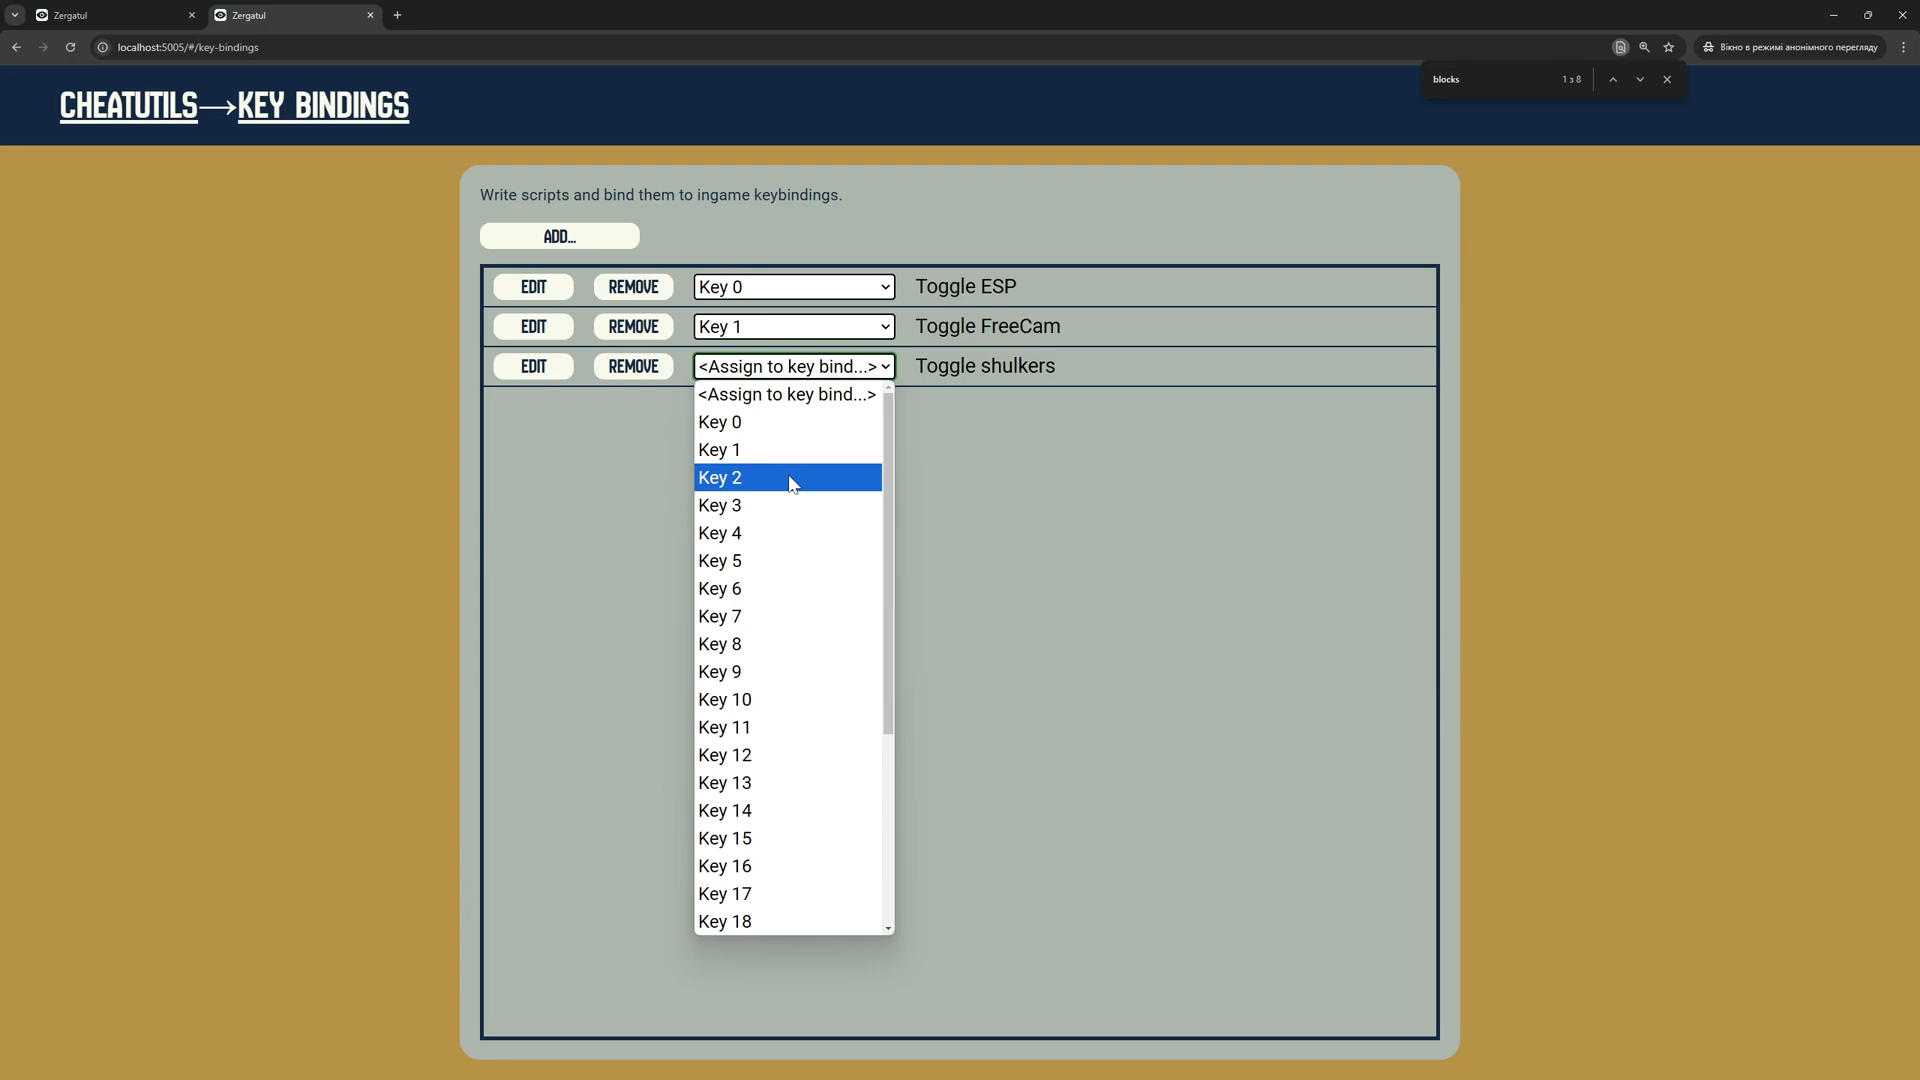 Zergatul
Zergatul
localhost:5005/#/key-bindings
Вікно в режимі анонімного перегляду
blocks
1 з 8
CHEATUTILS→KEY BINDINGS
Write scripts and bind them to ingame keybindings.
ADD...
EDIT REMOVE Key 0 Toggle ESP
EDIT REMOVE Key 1 Toggle FreeCam
EDIT REMOVE <Assign to key bind...> Toggle shulkers
<Assign to key bind...>
Key 0
Key 1
Key 2
Key 3
Key 4
Key 5
Key 6
Key 7
Key 8
Key 9
Key 10
Key 11
Key 12
Key 13
Key 14
Key 15
Key 16
Key 17
Key 18